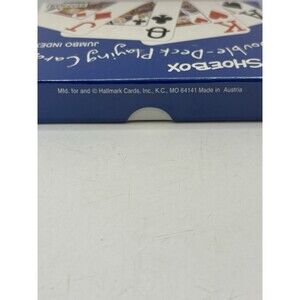 SHOEBOX
Double-Deck Playing Cards
JUMBO INDEX
Mfd. for and © Hallmark Cards, Inc., K.C., MO 64141 Made in Austria